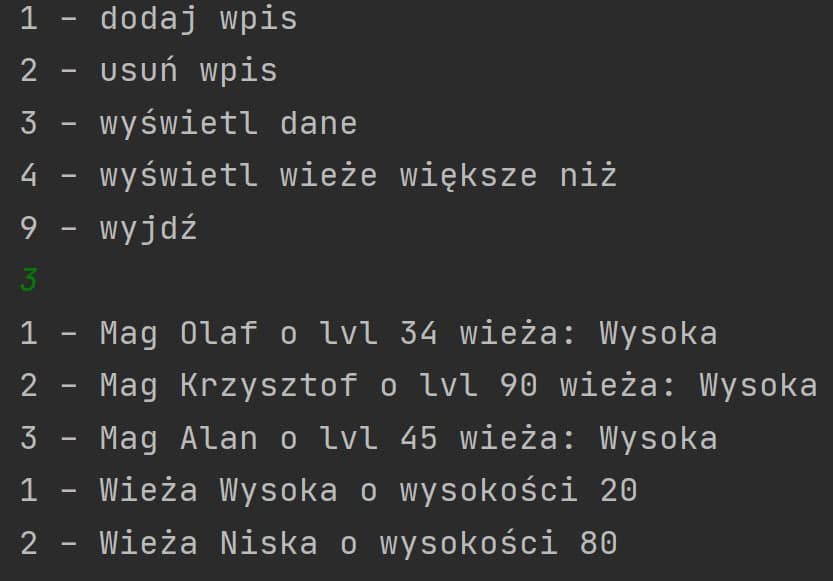 1 - dodaj wpis
2 - usuń wpis
3 - wyświetl dane
4 - wyświetl wieże większe niż
9 - wyjdź
3
1 - Mag Olaf o lvl 34 wieża: Wysoka
2 - Mag Krzysztof o lvl 90 wieża: Wysoka
3 - Mag Alan o lvl 45 wieża: Wysoka
1 - Wieża Wysoka o wysokości 20
2 - Wieża Niska o wysokości 80